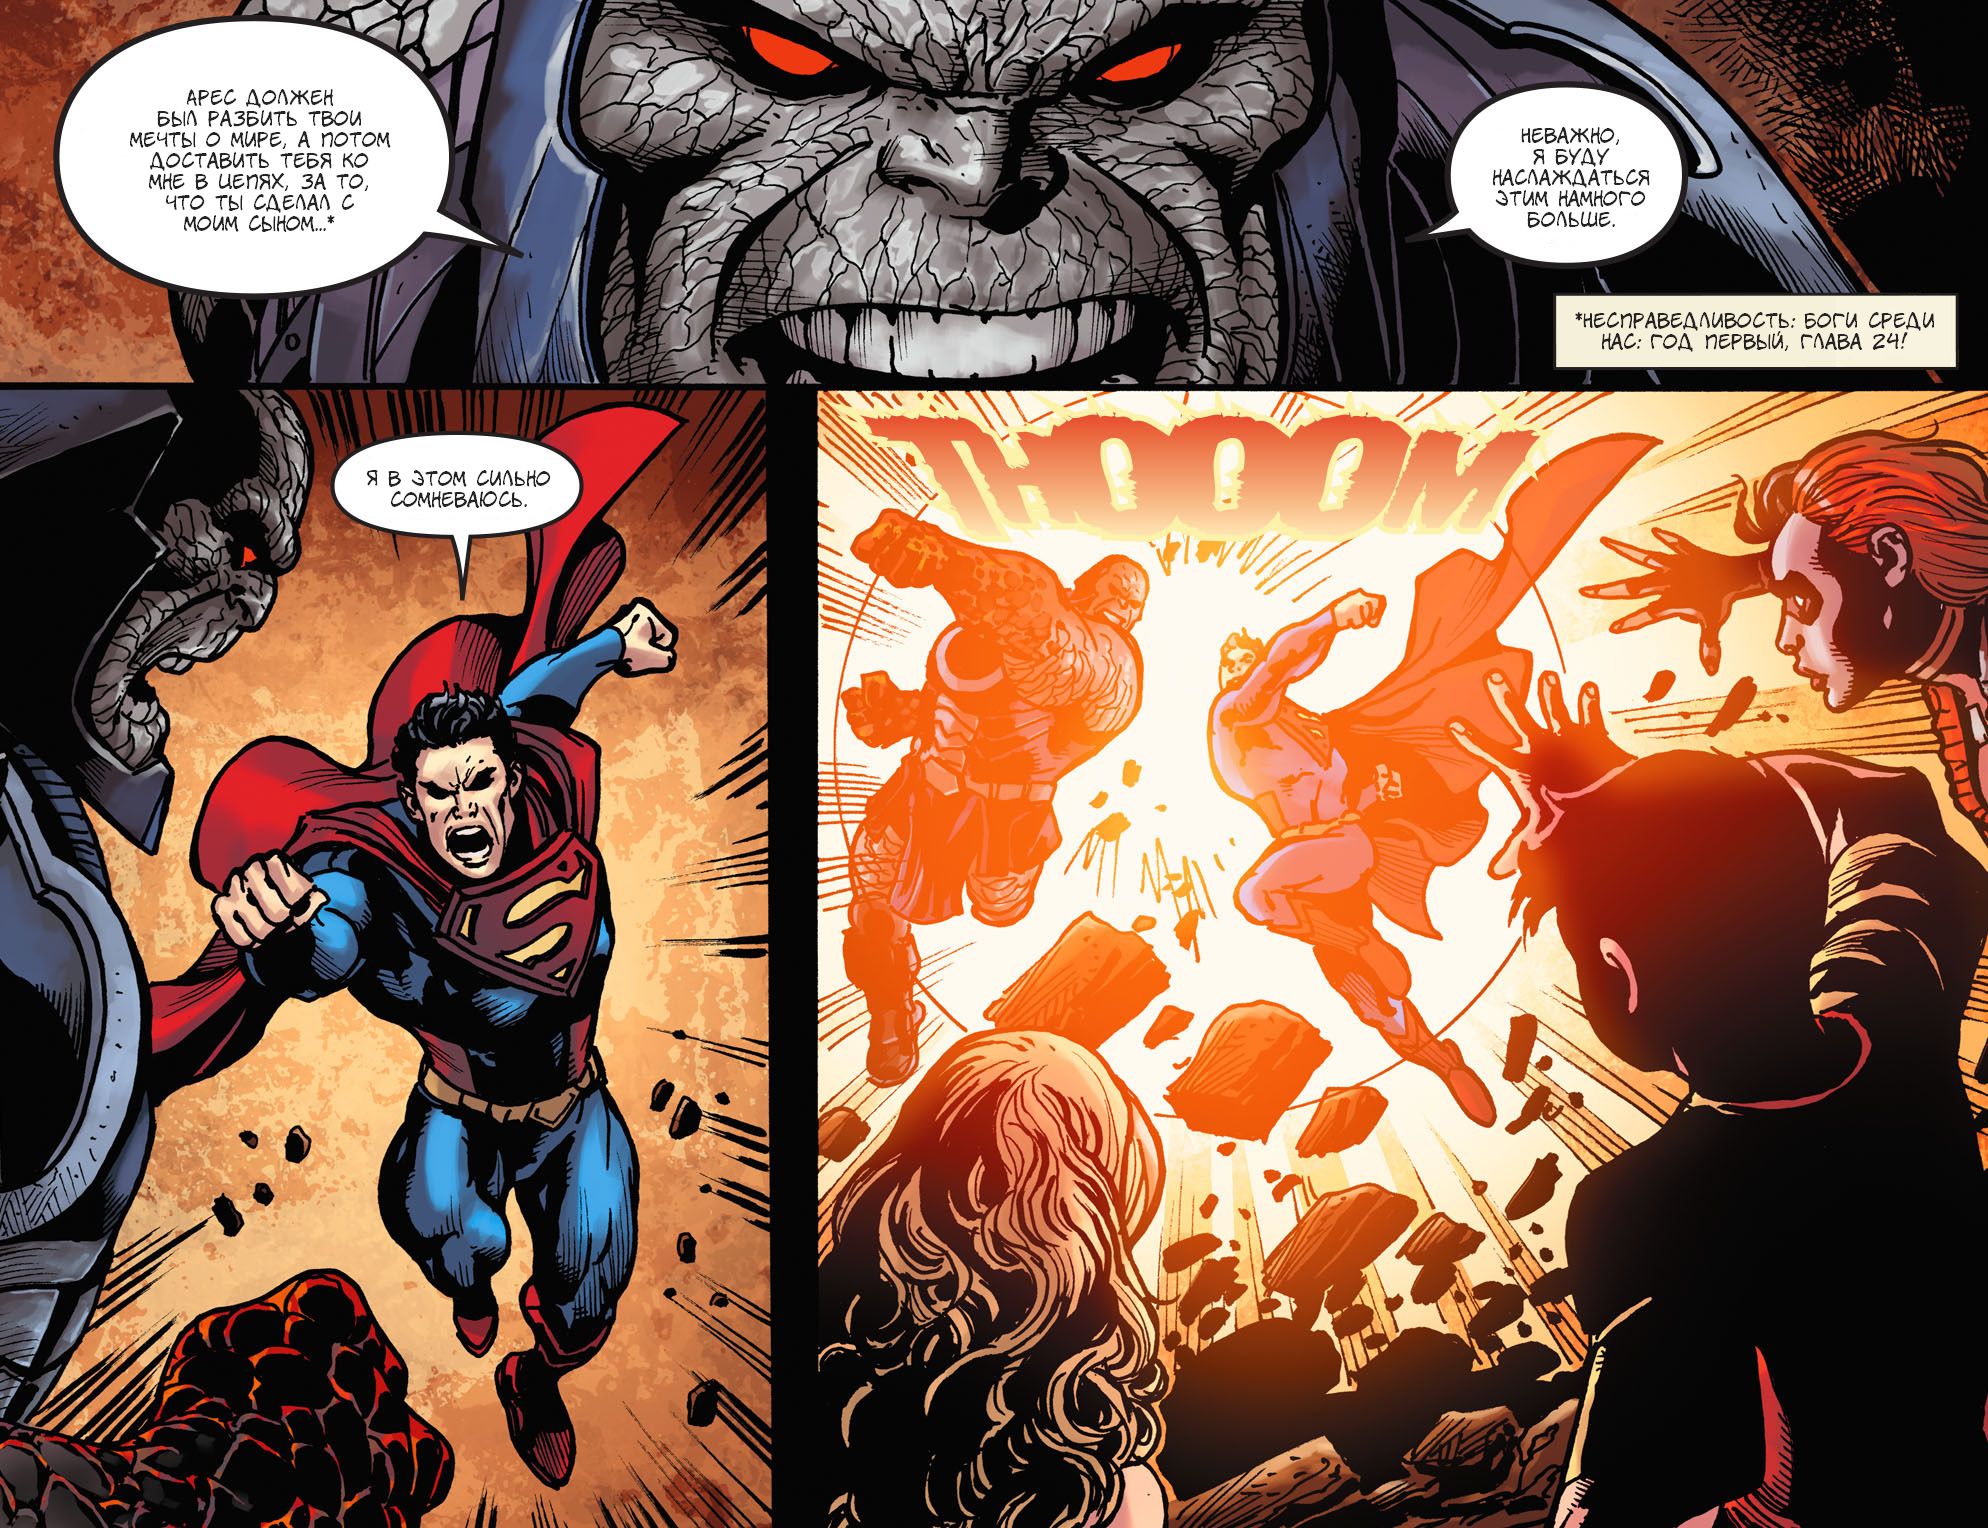 АРЕС ДОЛЖЕН
БЫЛ РАЗБИТЬ ТВОИ
МЕЧТЫ О МИРЕ, А ПОТОМ
ДОСТАВИТЬ ТЕБЯ КО
МНЕ В ЦЕПЯХ, ЗА ТО,
ЧТО ТЫ СДЕЛАЛ С
МОИМ СЫНОМ...*
НЕВАЖНО,
Я БУДУ
НАСЛАЖДАТЬСЯ
ЭТИМ НАМНОГО
БОЛЬШЕ.
*НЕСПРАВЕДЛИВОСТЬ: БОГИ СРЕДИ
НАС: ГОД ПЕРВЫЙ, ГЛАВА 24!
Я В ЭТОМ СИЛЬНО
СОМНЕВАЮСЬ.
THOOOM